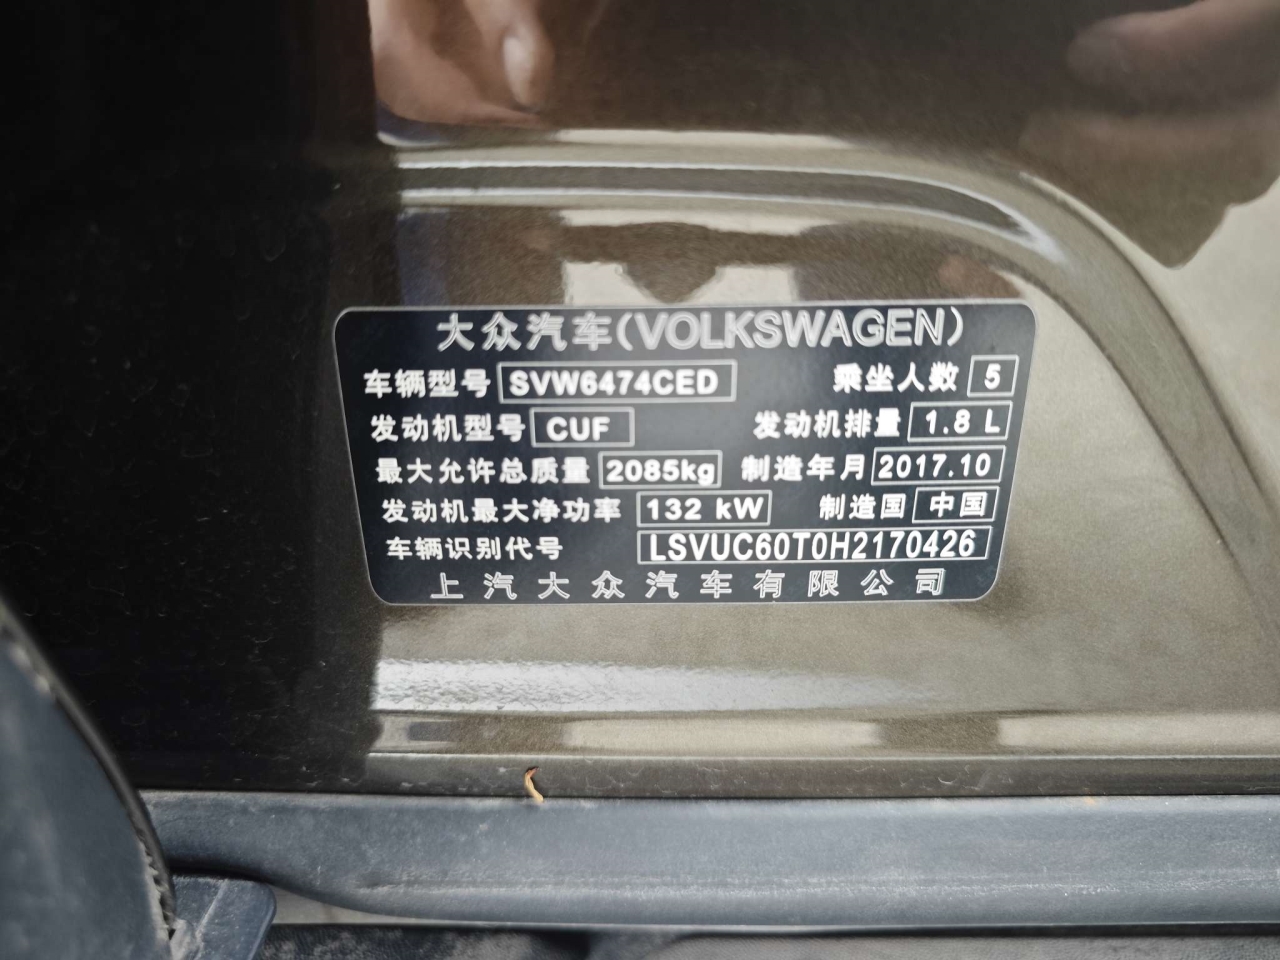 大众汽车(VOLKSWAGEN)
车辆型号 SVW6474CED 乘坐人数 5
发动机型号 CUF 发动机排量 1.8 L
最大允许总质量 2085kg 制造年月 2017.10
发动机最大净功率 132 kW 制造国 中国
车辆识别代号 LSVUC60T0H2170426
上汽大众汽车有限公司